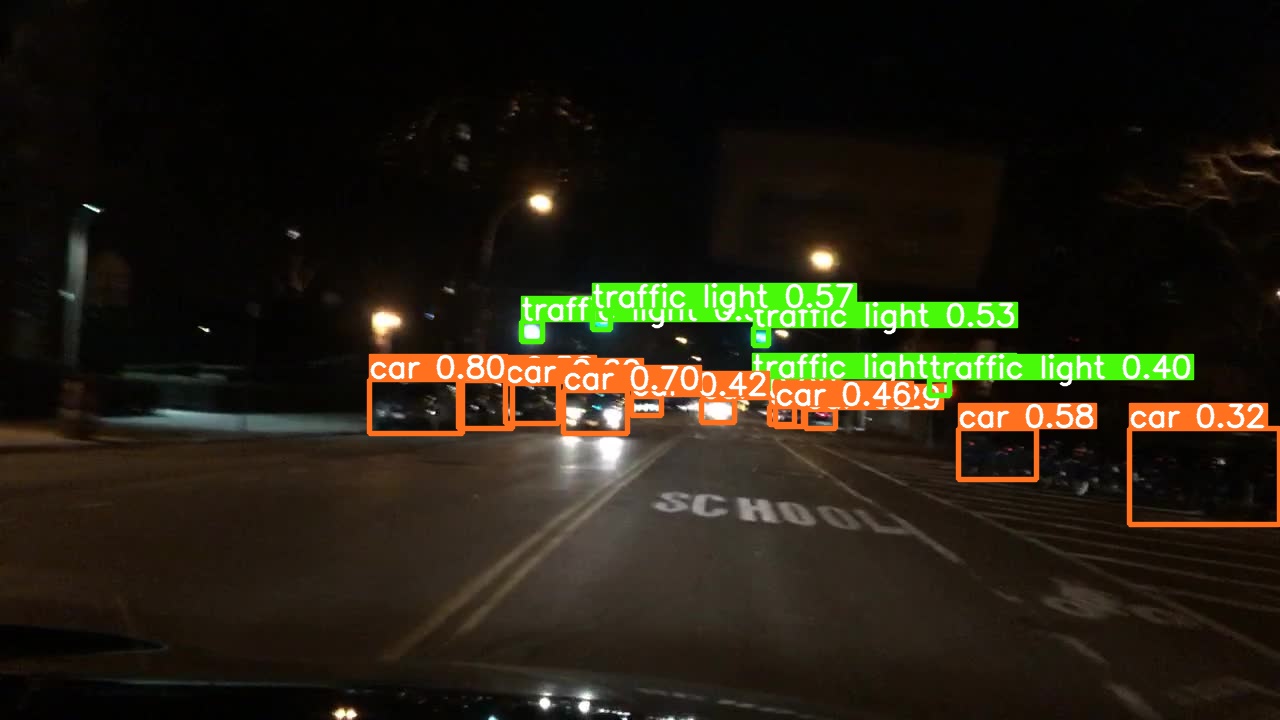 traffic light 0.57
traffic light 0.53
car 0.80
car 0.70
0.42
traffic light
traffic light 0.40
car 0.46
car 0.58
car 0.32
SCHOOL